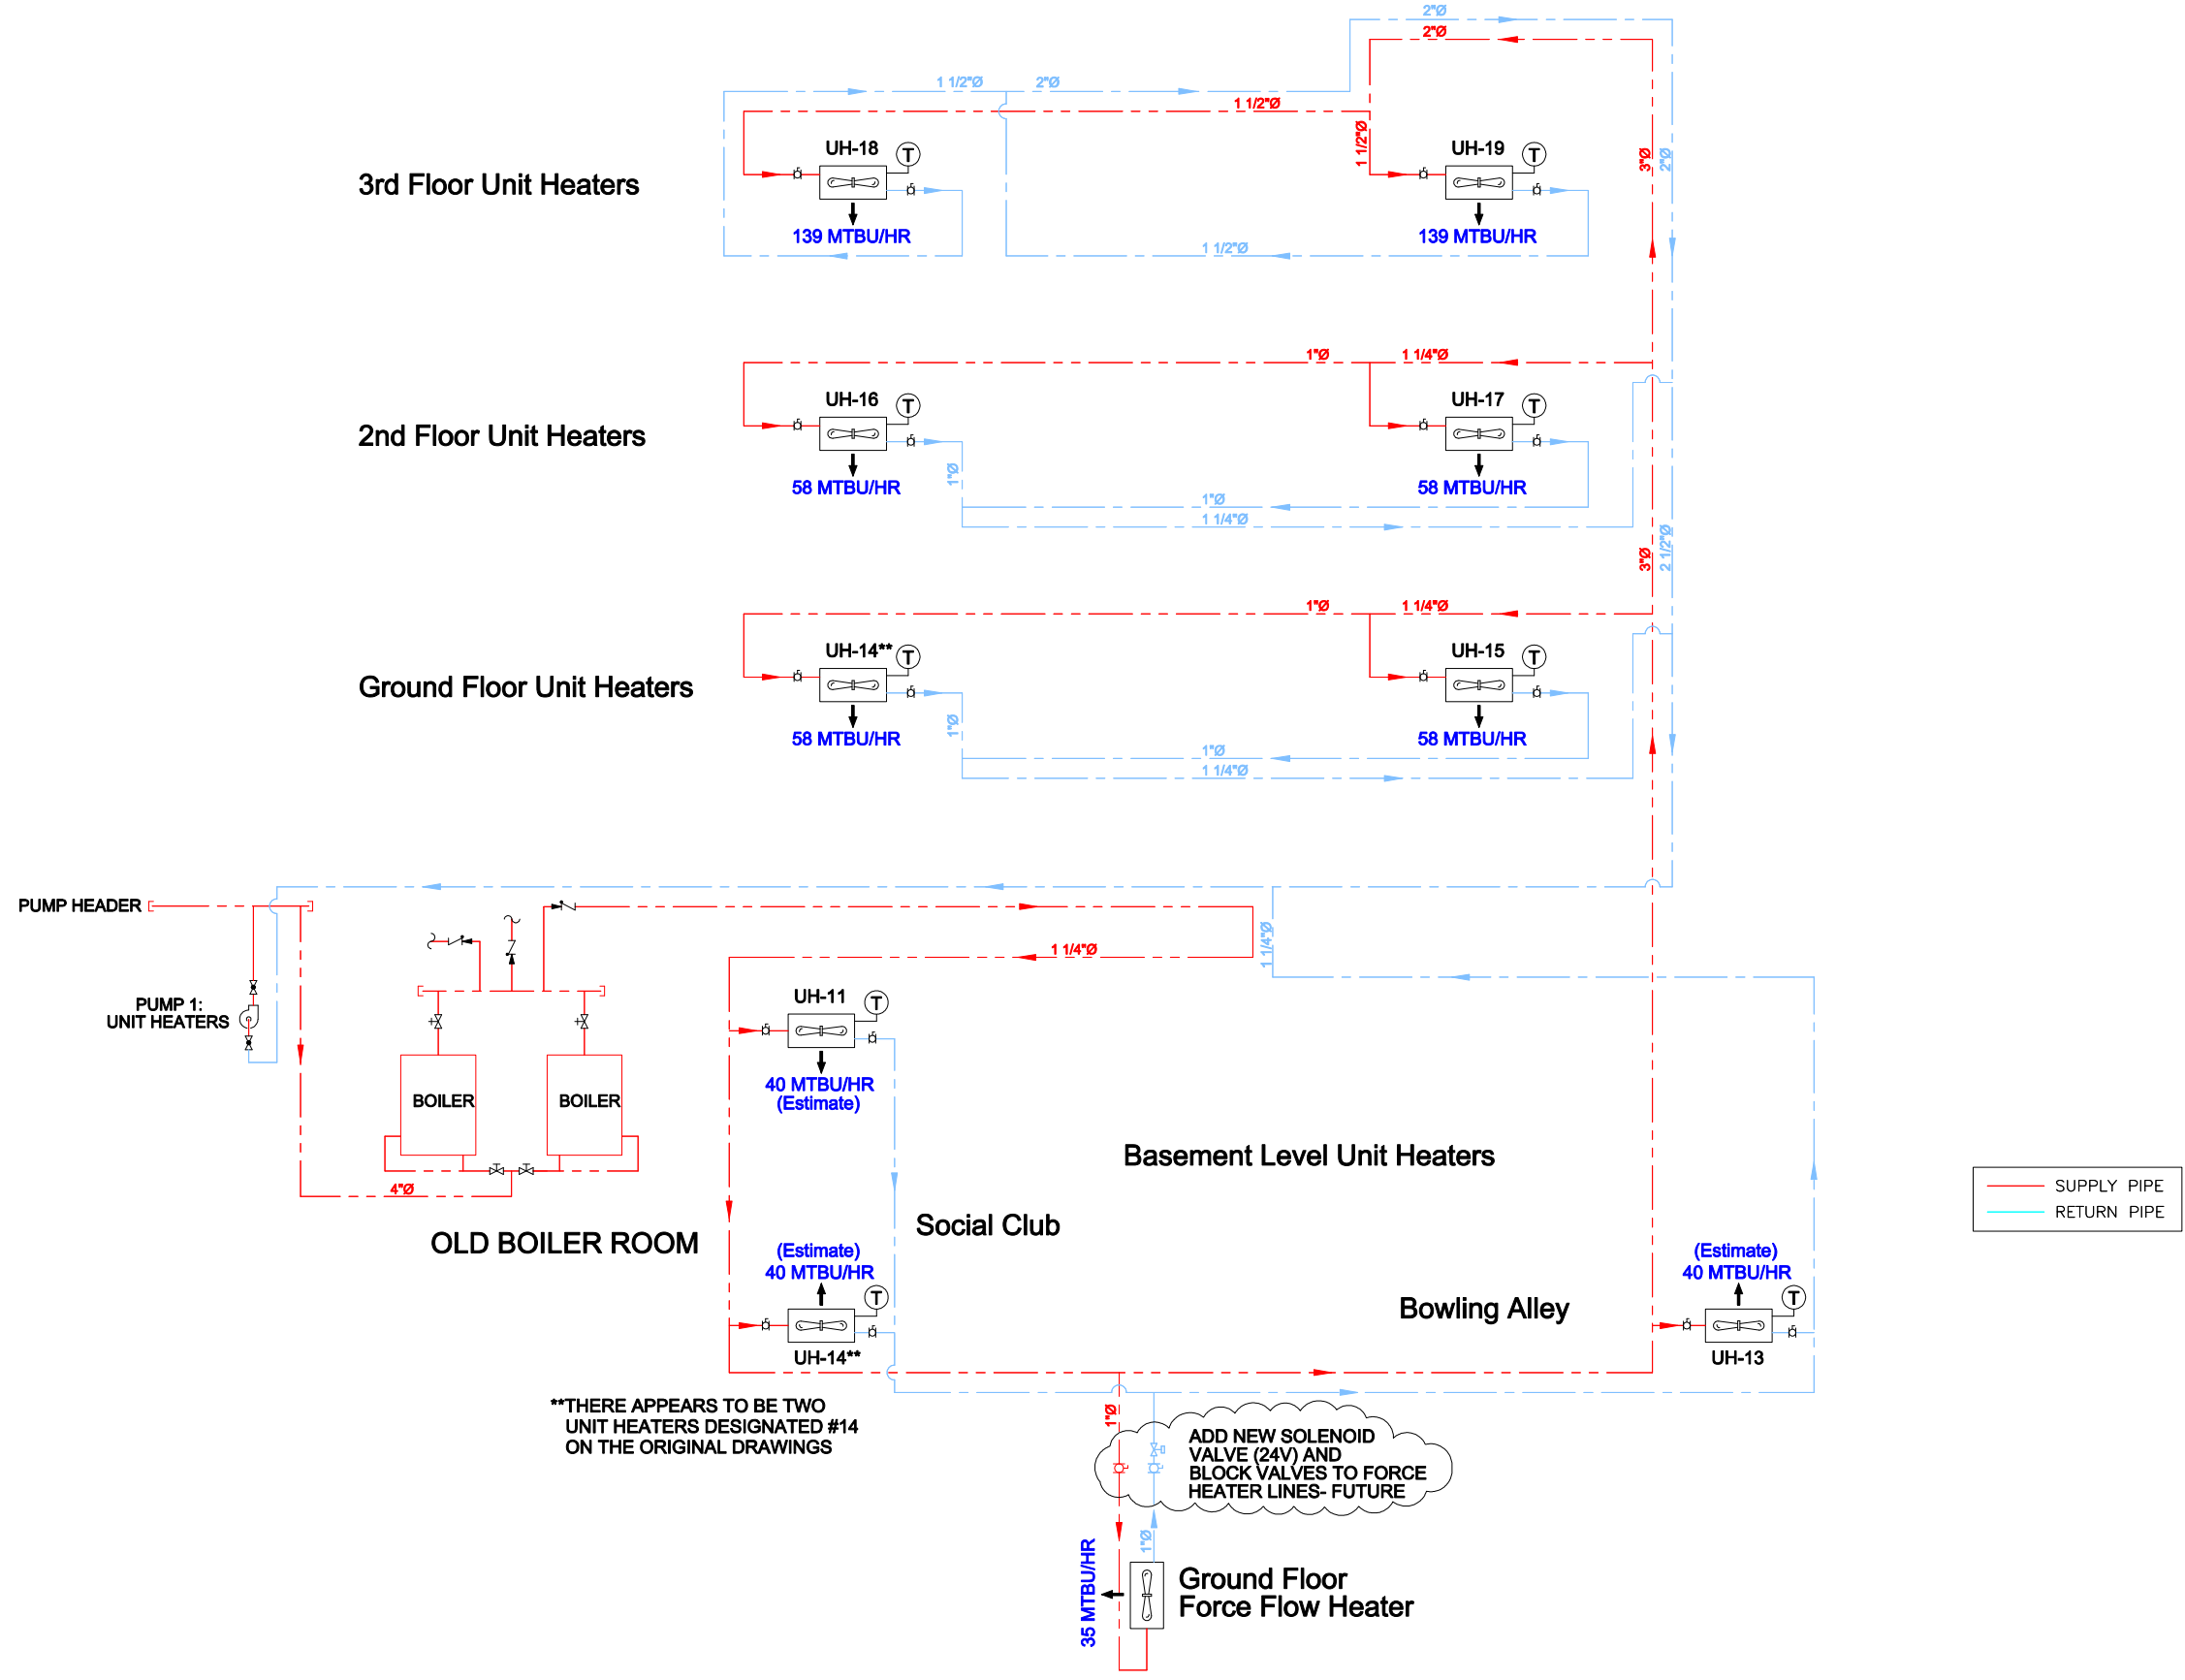 2"Ø
2"Ø
1 1/2"Ø
2"Ø
1 1/2"Ø
1 1/2"Ø
3"Ø
2"Ø
3rd Floor Unit Heaters
UH-18
T
139 MTBU/HR
UH-19
T
139 MTBU/HR
1 1/2"Ø
1"Ø
1 1/4"Ø
2nd Floor Unit Heaters
UH-16
T
58 MTBU/HR
UH-17
T
58 MTBU/HR
1"Ø
1"Ø
1 1/4"Ø
3"Ø
2 1/2"Ø
1"Ø
1 1/4"Ø
Ground Floor Unit Heaters
UH-14**
T
58 MTBU/HR
UH-15
T
58 MTBU/HR
1"Ø
1"Ø
1 1/4"Ø
PUMP HEADER
1 1/4"Ø
1 1/4"Ø
PUMP 1:
UNIT HEATERS
BOILER
BOILER
4"Ø
OLD BOILER ROOM
UH-11
T
40 MTBU/HR
(Estimate)
Basement Level Unit Heaters
Social Club
(Estimate)
40 MTBU/HR
T
UH-14**
Bowling Alley
(Estimate)
40 MTBU/HR
T
UH-13
SUPPLY PIPE
RETURN PIPE
**THERE APPEARS TO BE TWO
UNIT HEATERS DESIGNATED #14
ON THE ORIGINAL DRAWINGS
1"Ø
ADD NEW SOLENOID
VALVE (24V) AND
BLOCK VALVES TO FORCE
HEATER LINES- FUTURE
1"Ø
35 MTBU/HR
Ground Floor
Force Flow Heater